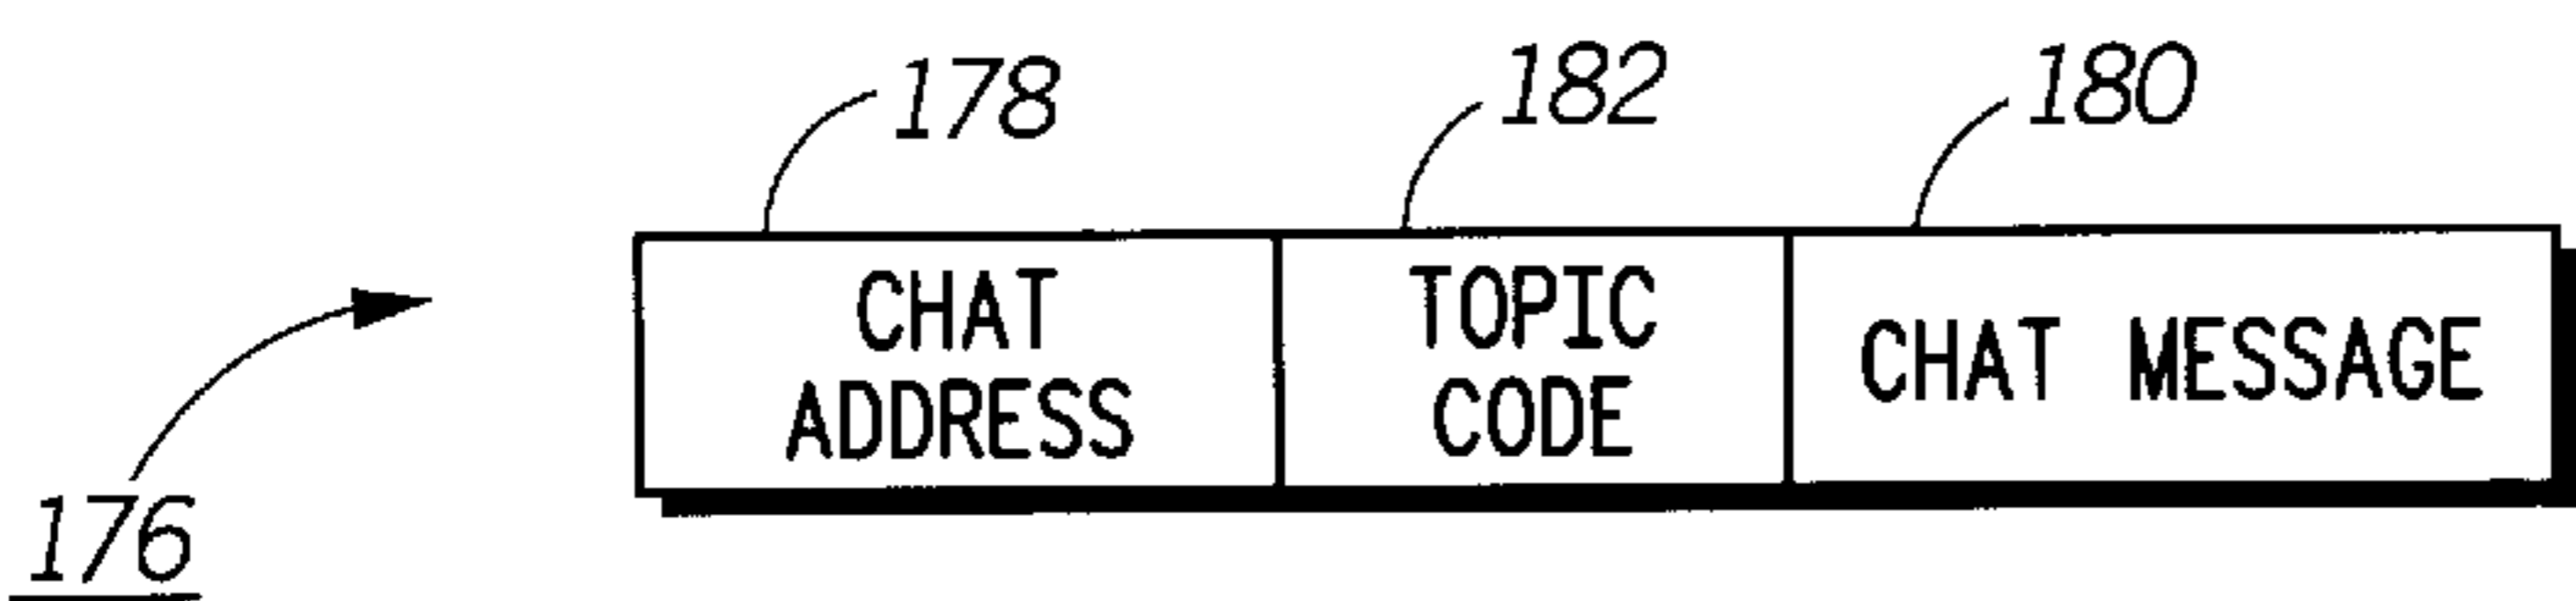 178 182 180
CHAT
ADDRESS
TOPIC
CODE
CHAT MESSAGE
176